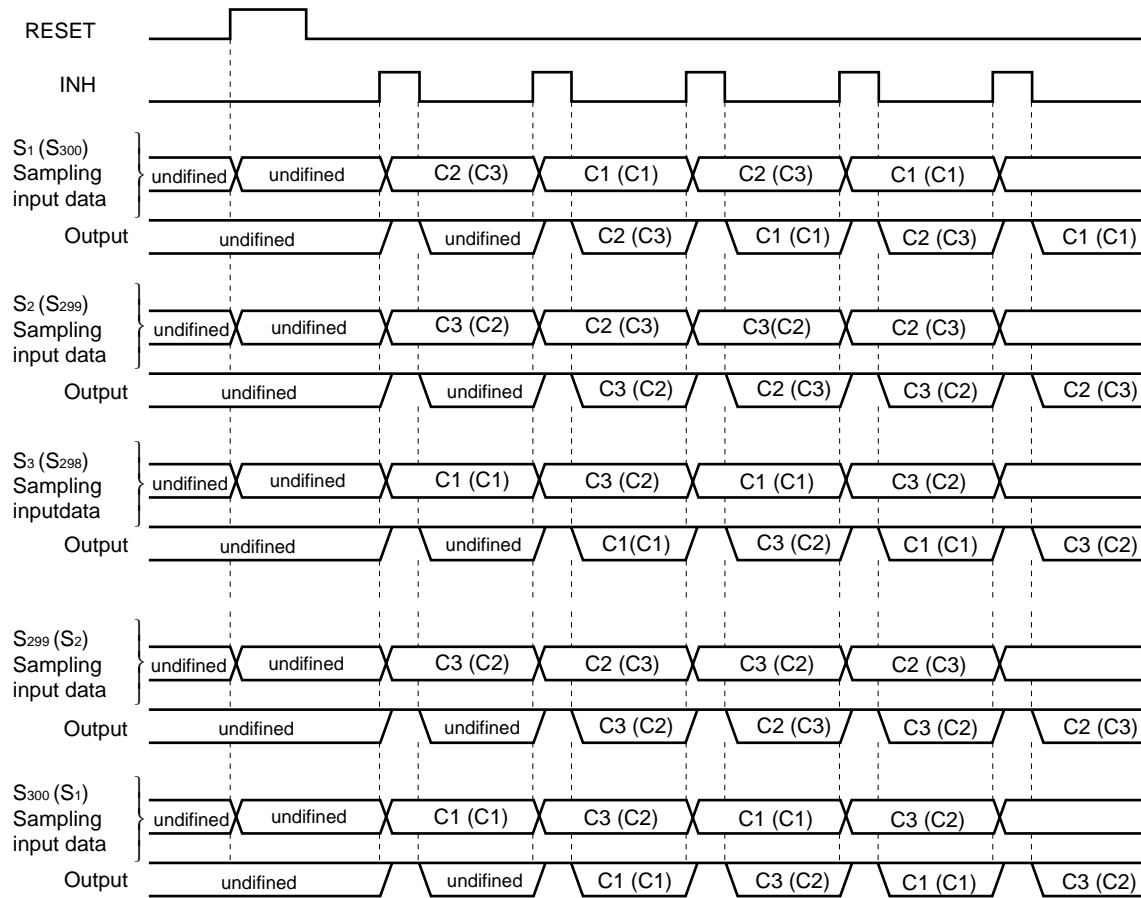 RESET
INH
S1 (S300)
Sampling
input data
undifined undifined C2 (C3) C1 (C1) C2 (C3) C1 (C1)
Output undifined undifined C2 (C3) C1 (C1) C2 (C3) C1 (C1)
S2 (S299)
Sampling
input data
undifined undifined C3 (C2) C2 (C3) C3(C2) C2 (C3)
Output undifined undifined C3 (C2) C2 (C3) C3 (C2) C2 (C3)
S3 (S298)
Sampling
inputdata
undifined undifined C1 (C1) C3 (C2) C1 (C1) C3 (C2)
Output undifined undifined C1(C1) C3 (C2) C1 (C1) C3 (C2)
S299 (S2)
Sampling
input data
undifined undifined C3 (C2) C2 (C3) C3 (C2) C2 (C3)
Output undifined undifined C3 (C2) C2 (C3) C3 (C2) C2 (C3)
S300 (S1)
Sampling
input data
undifined undifined C1 (C1) C3 (C2) C1 (C1) C3 (C2)
Output undifined undifined C1 (C1) C3 (C2) C1 (C1) C3 (C2)